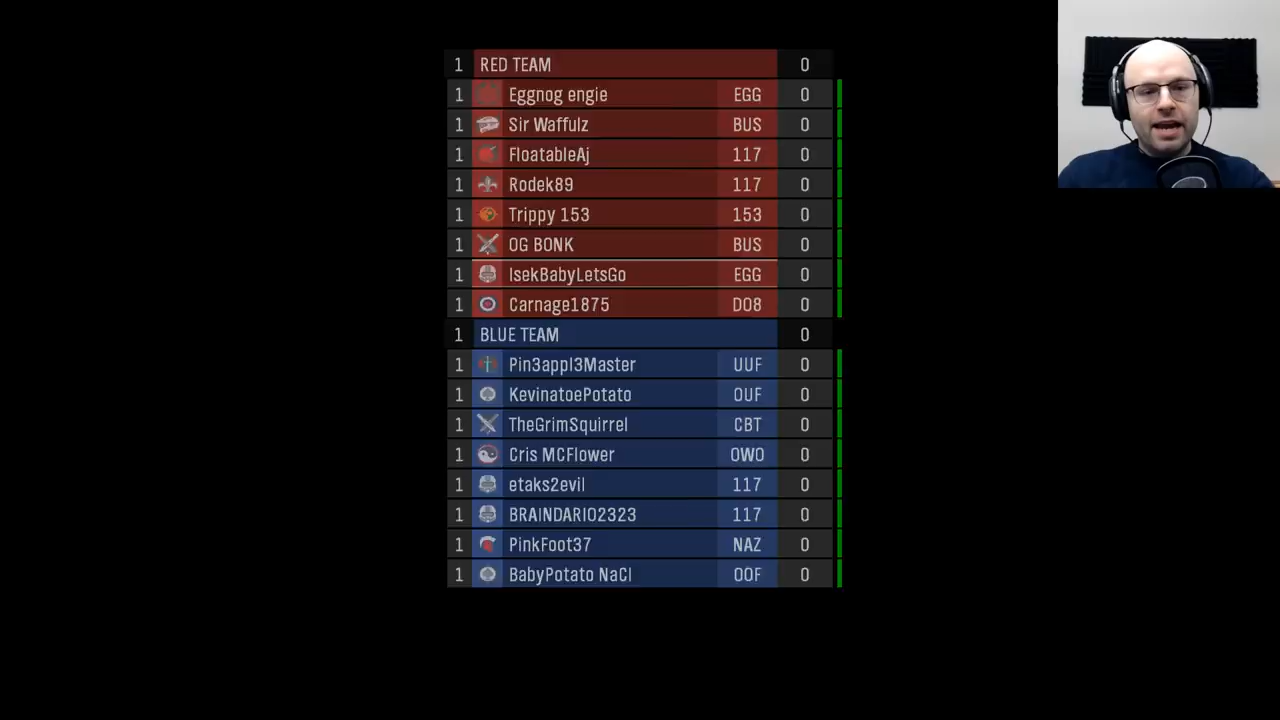 1 RED TEAM 0
1 Eggnog engie EGG 0
1 Sir Waffulz BUS 0
1 FloatableAj 117 0
1 Rodek89 117 0
1 Trippy 153 153 0
1 OG BONK BUS 0
1 IsekBabyLetsGo EGG 0
1 Carnage1875 D08 0
1 BLUE TEAM 0
1 Pin3appl3Master UUF 0
1 KevinatoePotato OUF 0
1 TheGrimSquirrel CBT 0
1 Cris MCFlower OWO 0
1 etaks2evil 117 0
1 BRAINDARIO2323 117 0
1 PinkFoot37 NAZ 0
1 BabyPotato NaCl OOF 0